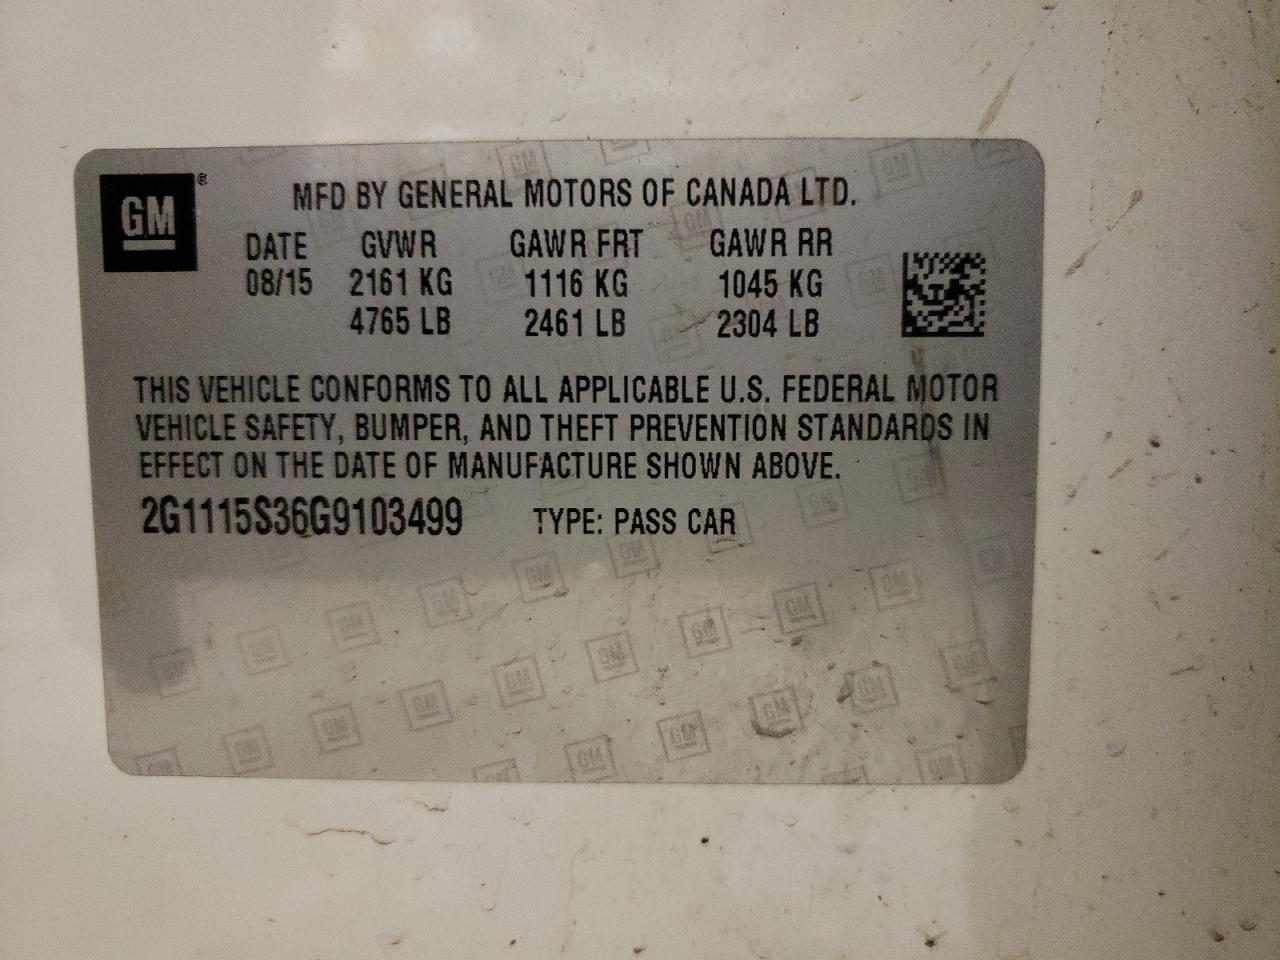 GM ®
MFD BY GENERAL MOTORS OF CANADA LTD.
DATE GVWR GAWR FRT GAWR RR
08/15 2161 KG 1116 KG 1045 KG
4765 LB 2461 LB 2304 LB
THIS VEHICLE CONFORMS TO ALL APPLICABLE U.S. FEDERAL MOTOR
VEHICLE SAFETY, BUMPER, AND THEFT PREVENTION STANDARDS IN
EFFECT ON THE DATE OF MANUFACTURE SHOWN ABOVE.
2G1115S36G9103499 TYPE: PASS CAR